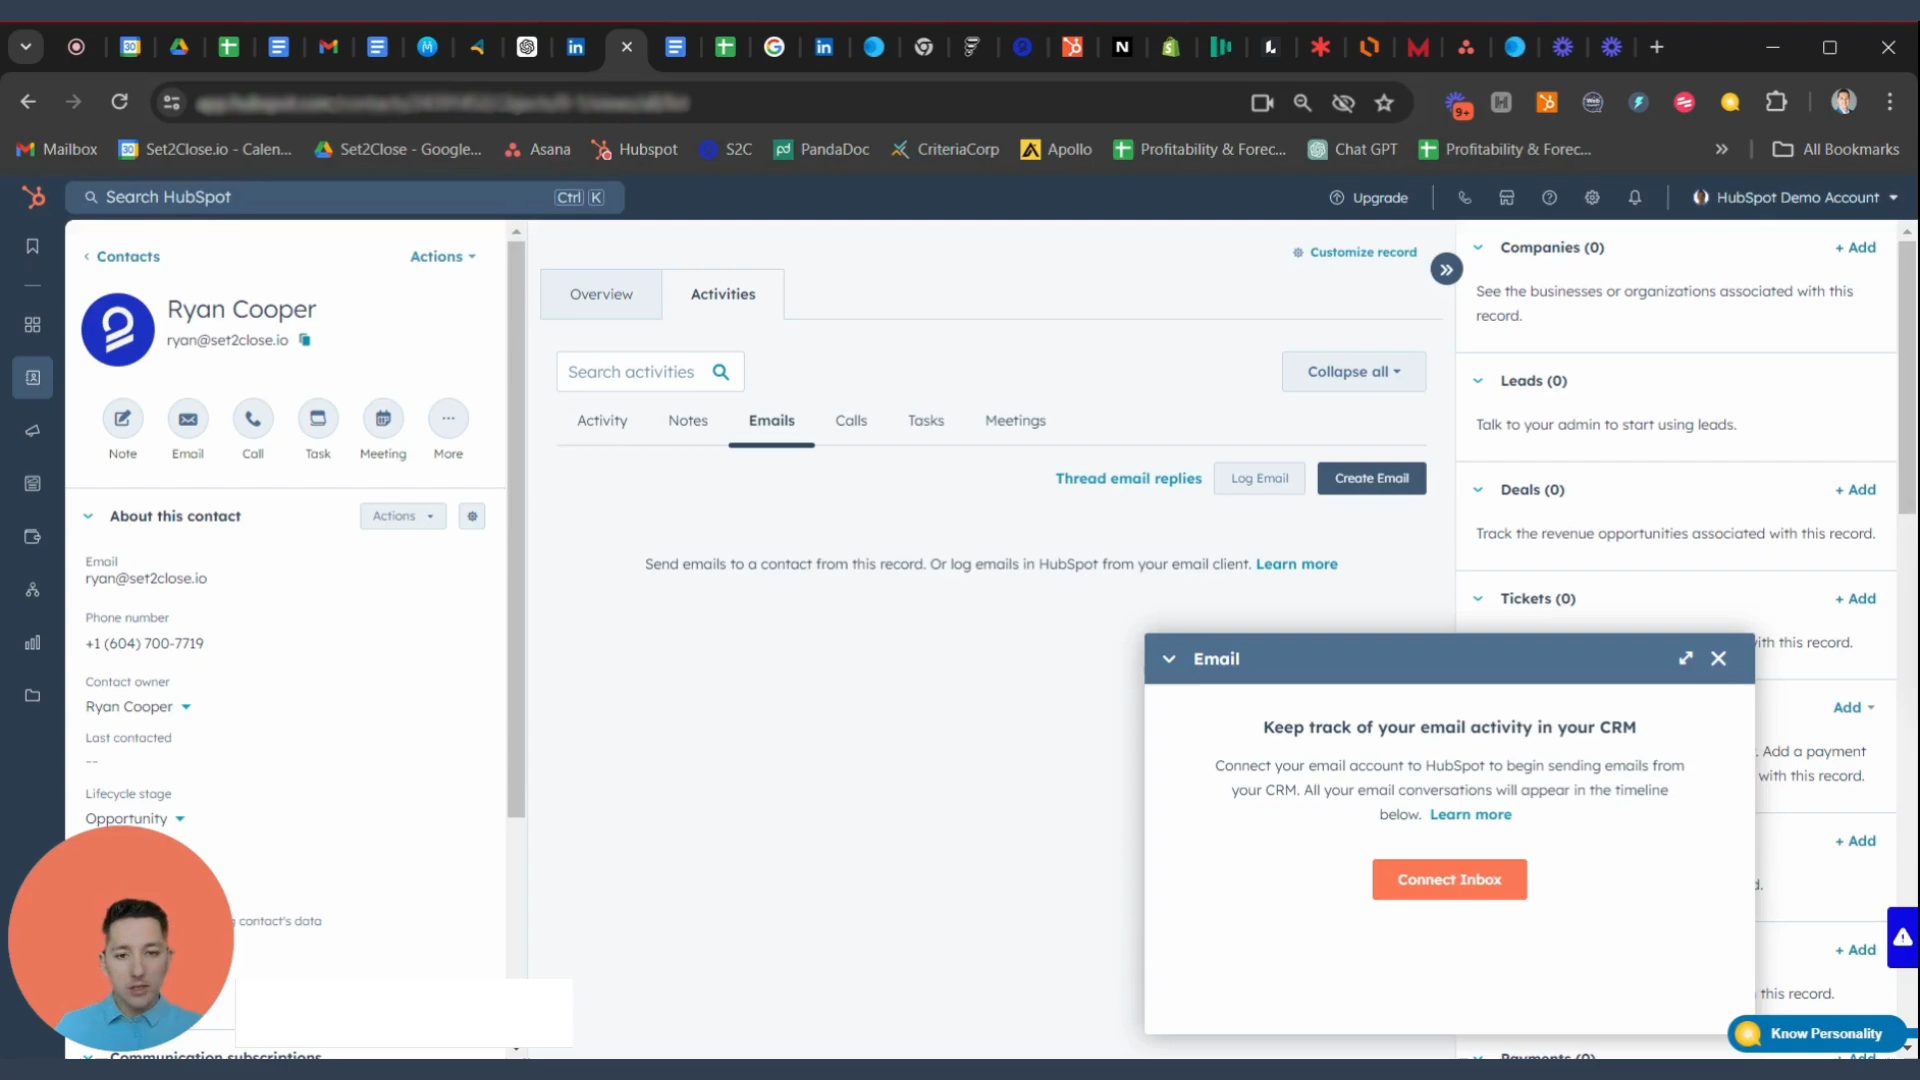 Mailbox
Set2Close.io - Calen...
Set2Close - Google...
Asana
Hubspot
S2C
PandaDoc
CriteriaCorp
Apollo
Profitability & Forec...
Chat GPT
Profitability & Forec...
All Bookmarks
Search HubSpot
Ctrl K
Upgrade
HubSpot Demo Account
Contacts
Actions
Ryan Cooper
ryan@set2close.io
Note
Email
Call
Task
Meeting
More
About this contact
Actions
Email
ryan@set2close.io
Phone number
+1 (604) 700-7719
Contact owner
Ryan Cooper
Last contacted
--
Lifecycle stage
Opportunity
contact's data
Communication subscriptions
Customize record
Overview
Activities
Search activities
Collapse all
Activity
Notes
Emails
Calls
Tasks
Meetings
Thread email replies
Log Email
Create Email
Send emails to a contact from this record. Or log emails in HubSpot from your email client. Learn more
Companies (0)
+ Add
See the businesses or organizations associated with this
record.
Leads (0)
Talk to your admin to start using leads.
Deals (0)
+ Add
Track the revenue opportunities associated with this record.
Tickets (0)
+ Add
with this record.
Add
. Add a payment
with this record.
+ Add
d.
+ Add
this record.
Payments (0)
+ Add
Email
Keep track of your email activity in your CRM
Connect your email account to HubSpot to begin sending emails from
your CRM. All your email conversations will appear in the timeline
below. Learn more
Connect Inbox
Know Personality
9+